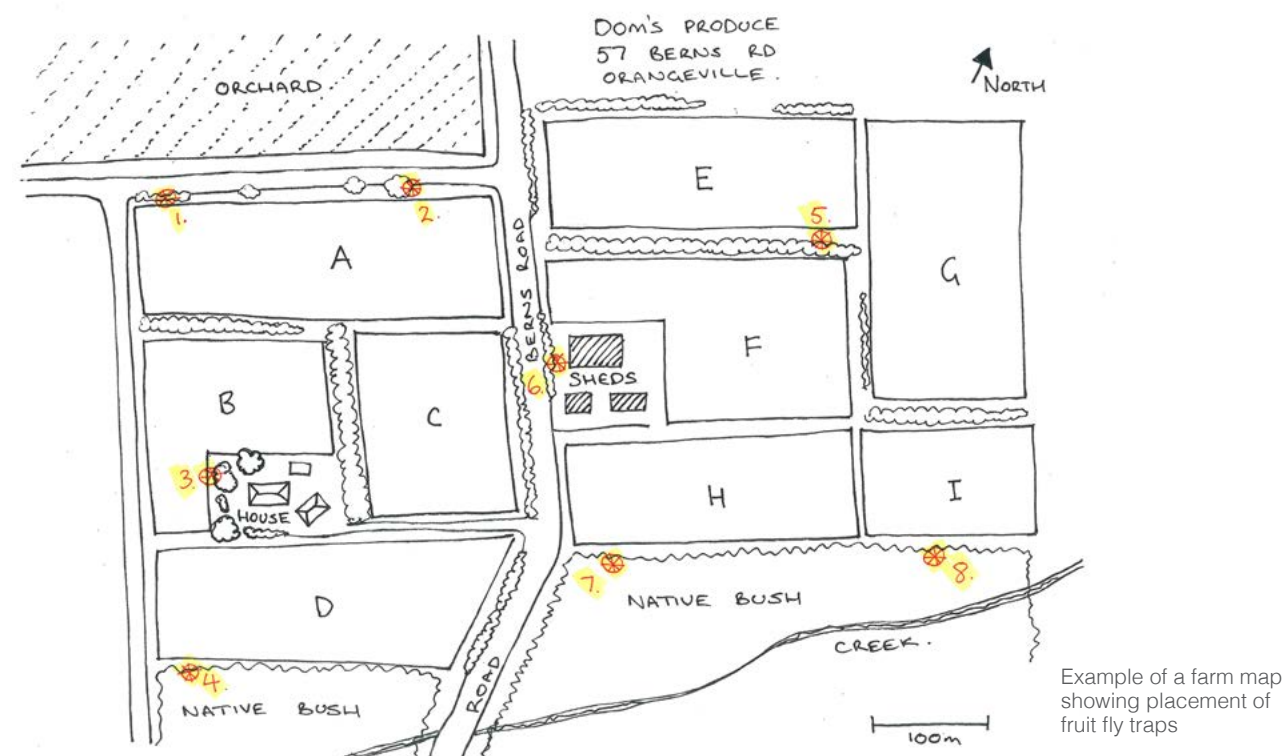 DOM'S PRODUCE
57 BERNS RD
ORANGEVILLE.
NORTH
ORCHARD
1.
2.
A
E
5.
G
BERNS ROAD
F
6.
SHEDS
B
C
3.
HOUSE
H
I
D
7.
8.
NATIVE BUSH
CREEK.
4.
NATIVE BUSH
ROAD
100m
Example of a farm map
showing placement of
fruit fly traps